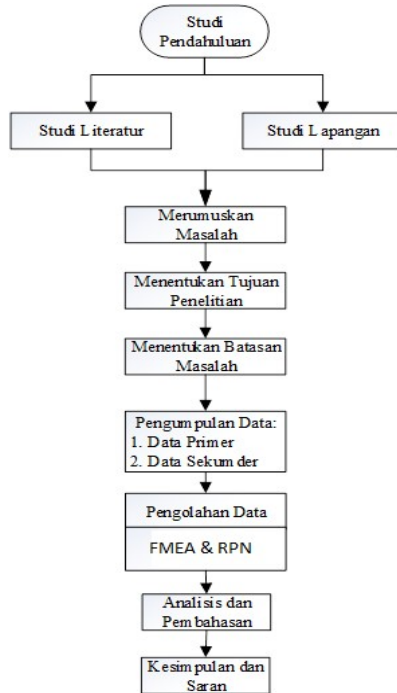 Studi
Pendahuluan
Studi Literatur
Studi Lapangan
Merumuskan
Masalah
Menentukan Tujuan
Penelitian
Menentukan Batasan
Masalah
Pengumpulan Data:
1. Data Primer
2. Data Sekumder
Pengolahan Data
FMEA & RPN
Analisis dan
Pembahasan
Kesimpulan dan
Saran